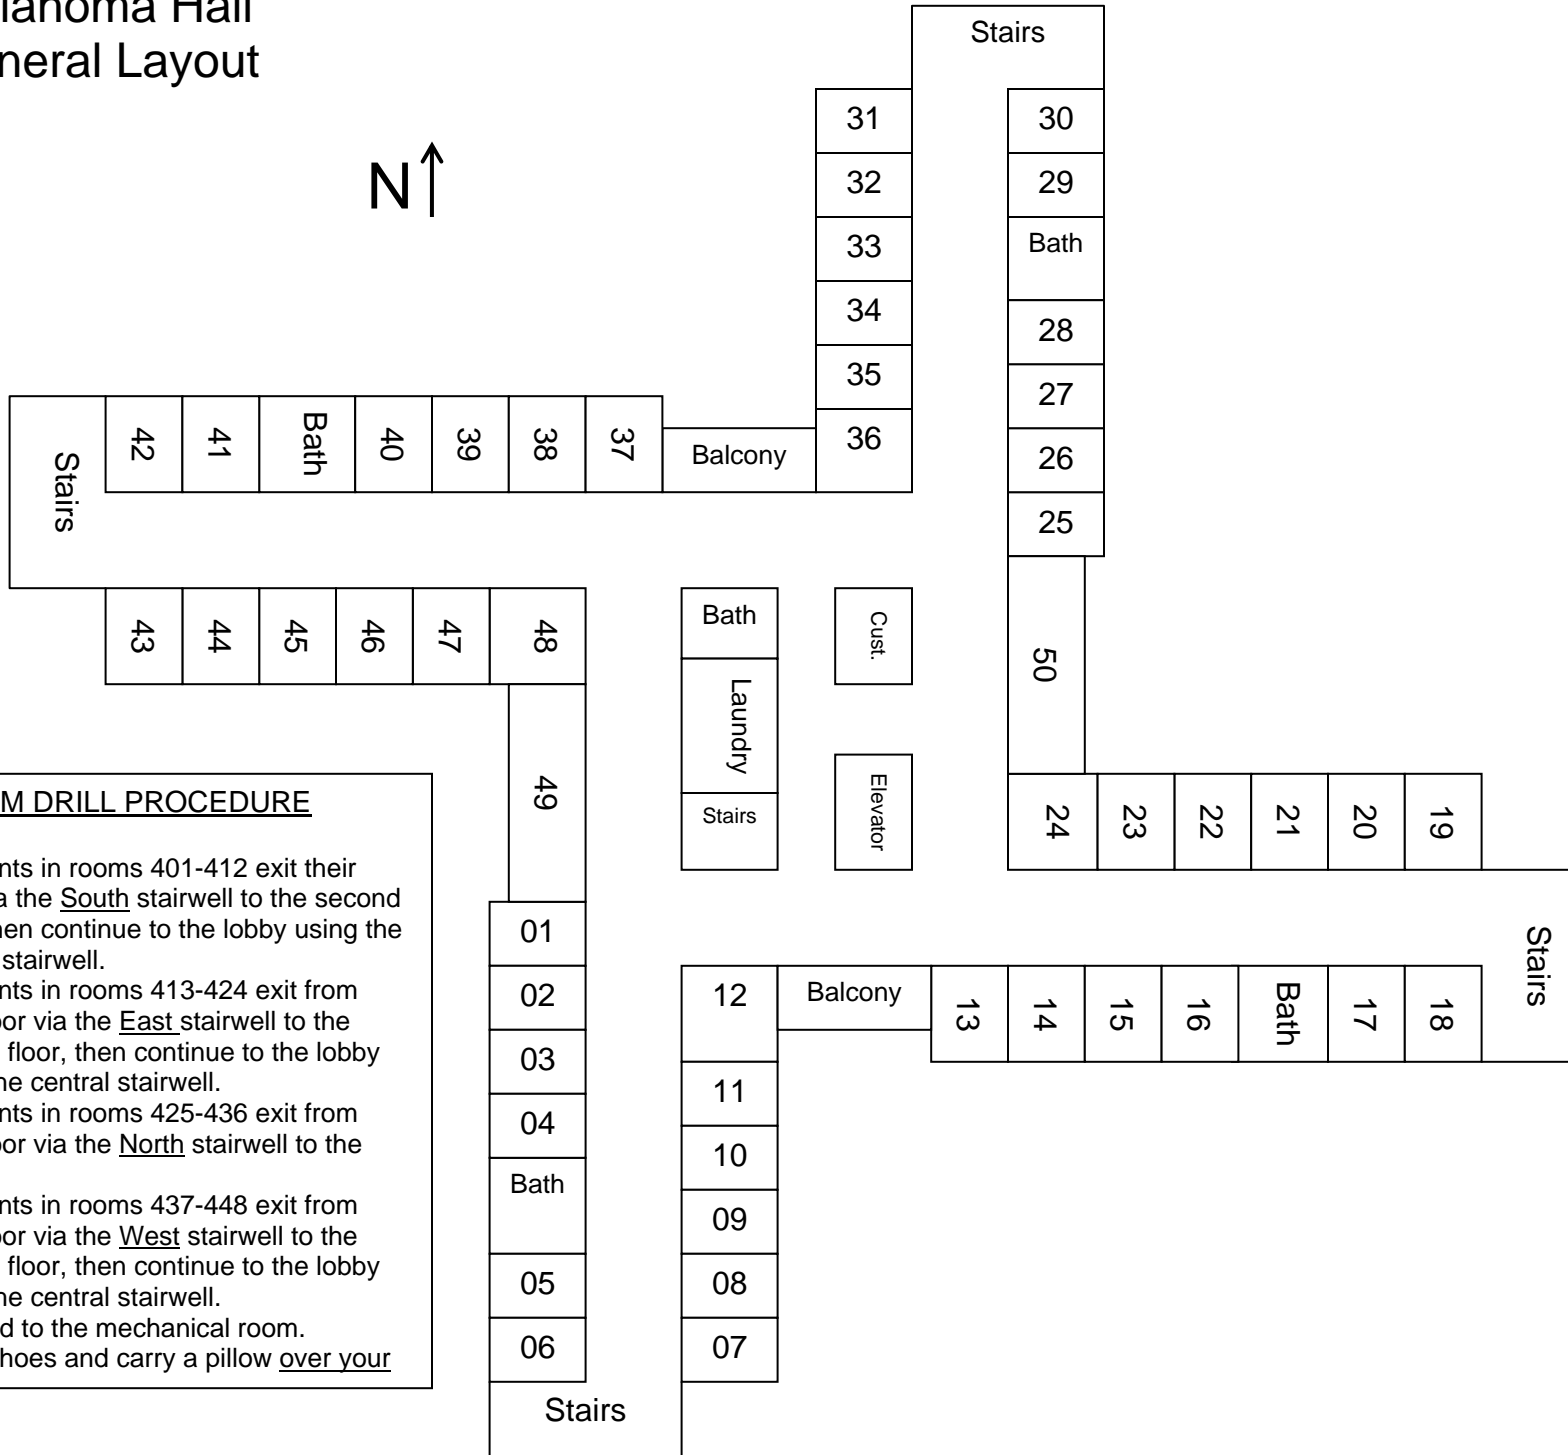 lahoma Hall
neral Layout
N
Stairs
31
30
32
29
33
Bath
34
28
35
27
36
26
25
Stairs
42
41
Bath
40
39
38
37
Balcony
43
44
45
46
47
48
Bath
Cust.
50
Laundry
49
Stairs
Elevator
24
23
22
21
20
19
M DRILL PROCEDURE
nts in rooms 401-412 exit their
a the South stairwell to the second
hen continue to the lobby using the
stairwell.
nts in rooms 413-424 exit from
oor via the East stairwell to the
floor, then continue to the lobby
he central stairwell.
nts in rooms 425-436 exit from
oor via the North stairwell to the
nts in rooms 437-448 exit from
oor via the West stairwell to the
floor, then continue to the lobby
he central stairwell.
d to the mechanical room.
hoes and carry a pillow over your
01
02
03
04
Bath
05
06
12
Balcony
13
14
15
16
Bath
17
18
Stairs
11
10
09
08
07
Stairs